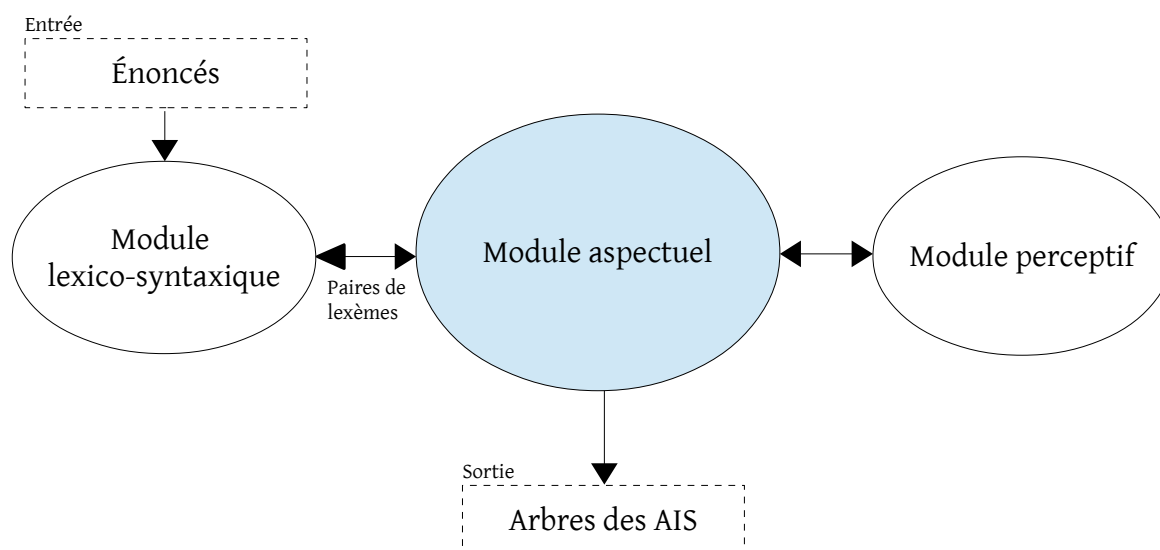 Entrée
Énoncés
Module
lexico-syntaxique
Paires de
lexèmes
Module aspectuel
Module perceptif
Sortie
Arbres des AIS